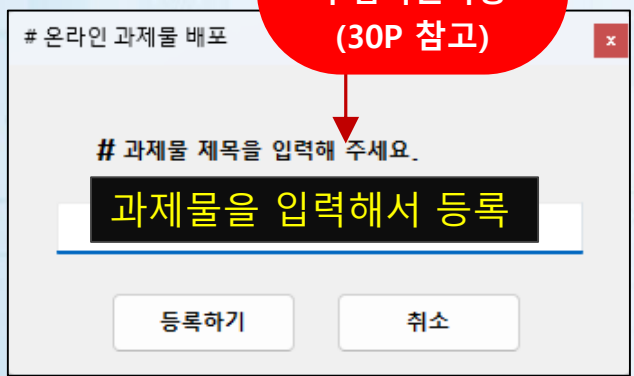 (30P 참고)
# 온라인 과제물 배포
x
# 과제물 제목을 입력해 주세요.
과제물을 입력해서 등록
등록하기
취소